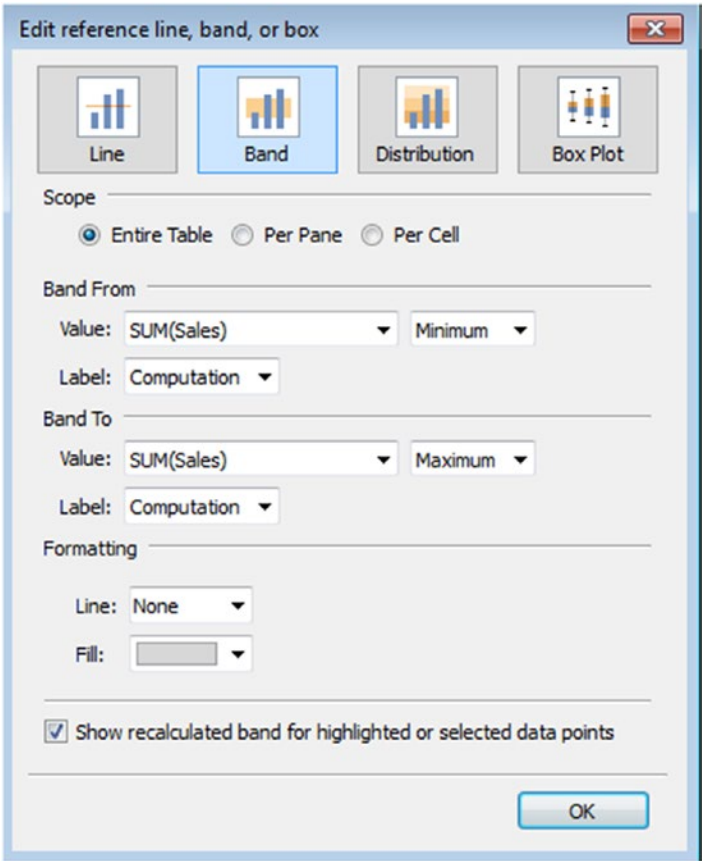 Edit reference line, band, or box
Line Band Distribution Box Plot
Scope
Entire Table Per Pane Per Cell
Band From
Value: SUM(Sales) Minimum
Label: Computation
Band To
Value: SUM(Sales) Maximum
Label: Computation
Formatting
Line: None
Fill:
Show recalculated band for highlighted or selected data points
OK